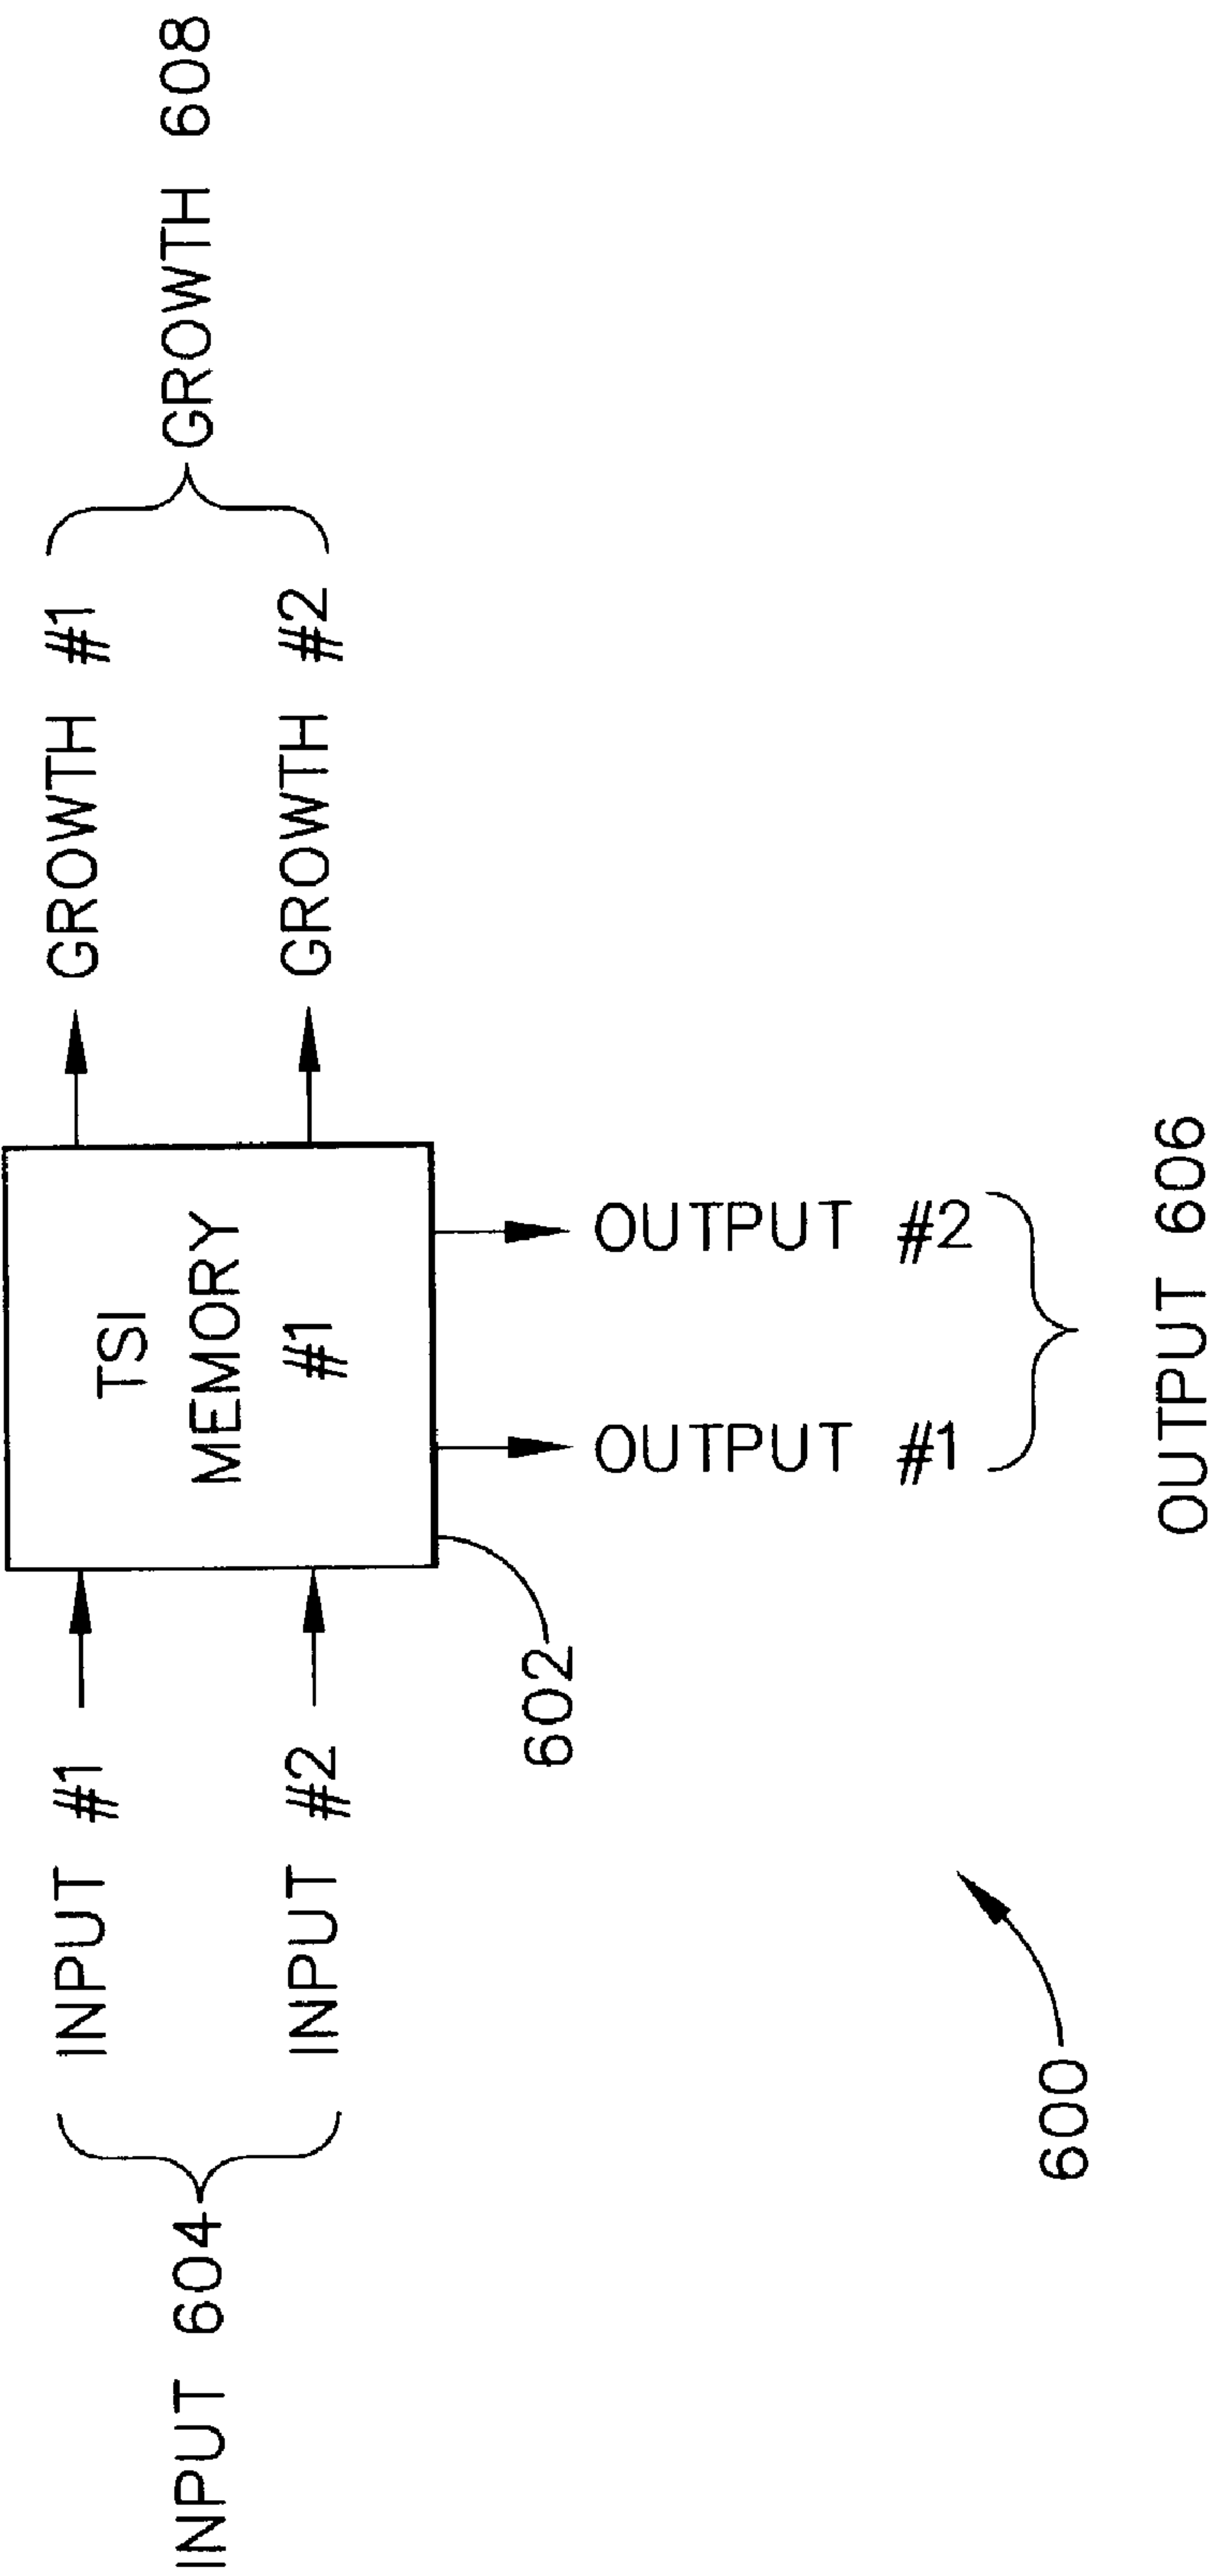 INPUT 604
INPUT #1
INPUT #2
TSI
MEMORY
#1
GROWTH #1
GROWTH #2
GROWTH 608
602
OUTPUT #1
OUTPUT #2
OUTPUT 606
600